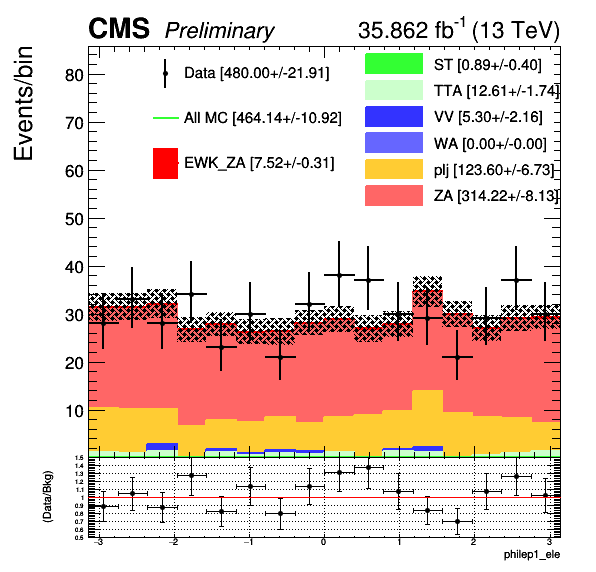 CMS Preliminary 35.862 fb⁻¹ (13 TeV)
Events/bin
80
70
60
50
40
30
20
10
Data [480.00+/-21.91]
All MC [464.14+/-10.92]
EWK_ZA [7.52+/-0.31]
ST [0.89+/-0.40]
TTA [12.61+/-1.74]
VV [5.30+/-2.16]
WA [0.00+/-0.00]
plj [123.60+/-6.73]
ZA [314.22+/-8.13]
(Data/Bkg)
1.5
1.4
1.3
1.2
1.1
1
0.9
0.8
0.7
0.6
0.5
−3 −2 −1 0 1 2 3
philep1_ele